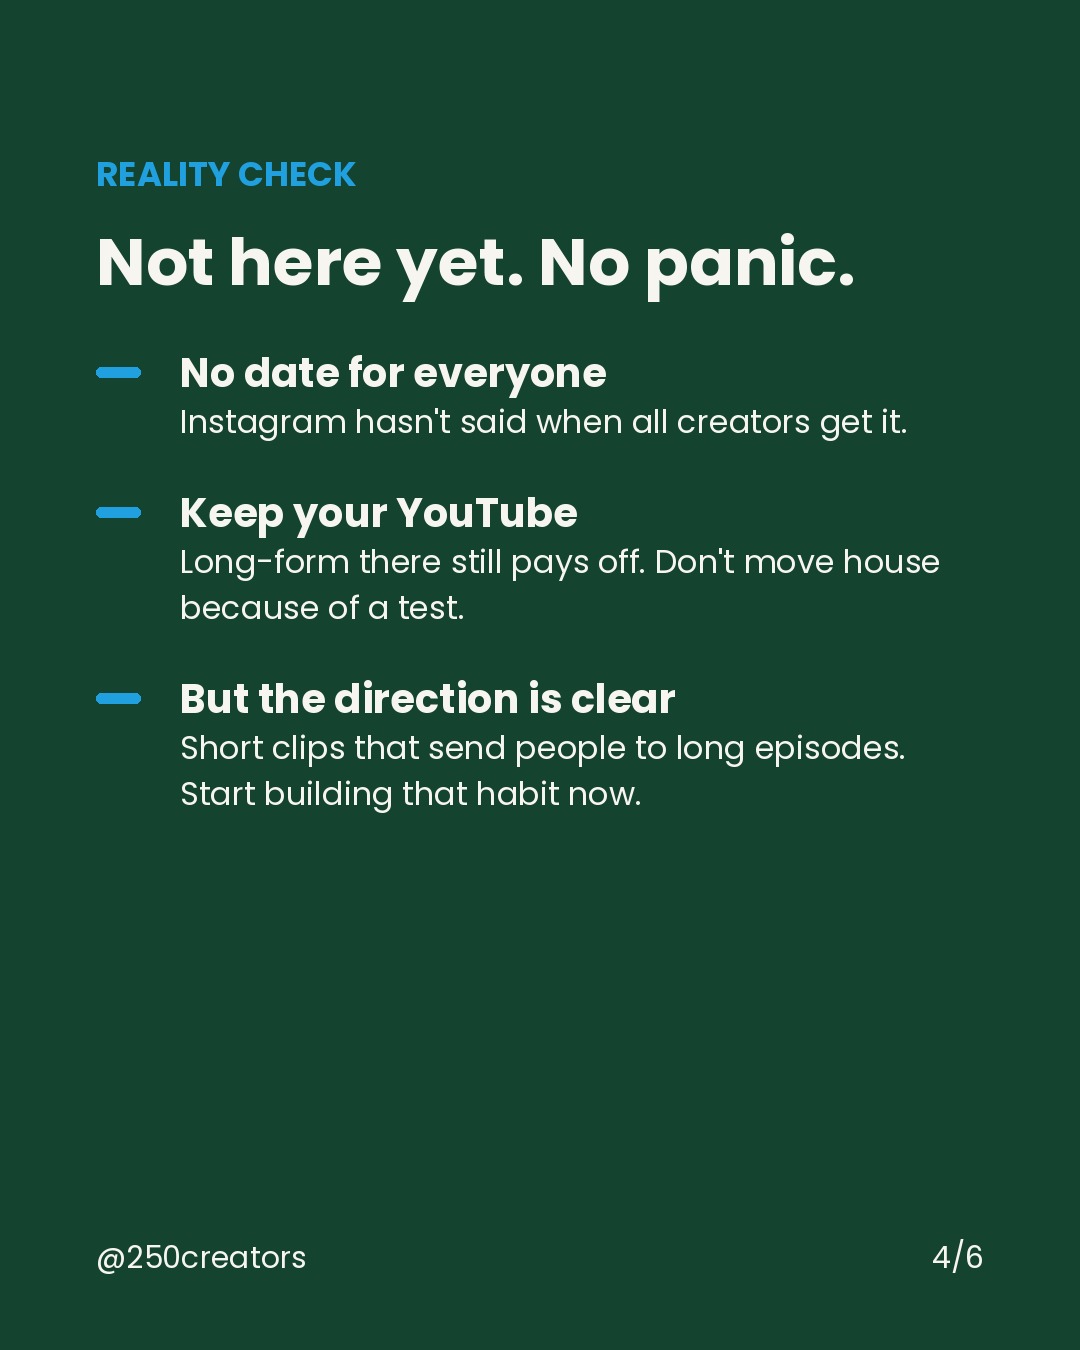 REALITY CHECK
Not here yet. No panic.
No date for everyone
Instagram hasn't said when all creators get it.
Keep your YouTube
Long-form there still pays off. Don't move house
because of a test.
But the direction is clear
Short clips that send people to long episodes.
Start building that habit now.
@250creators
4/6